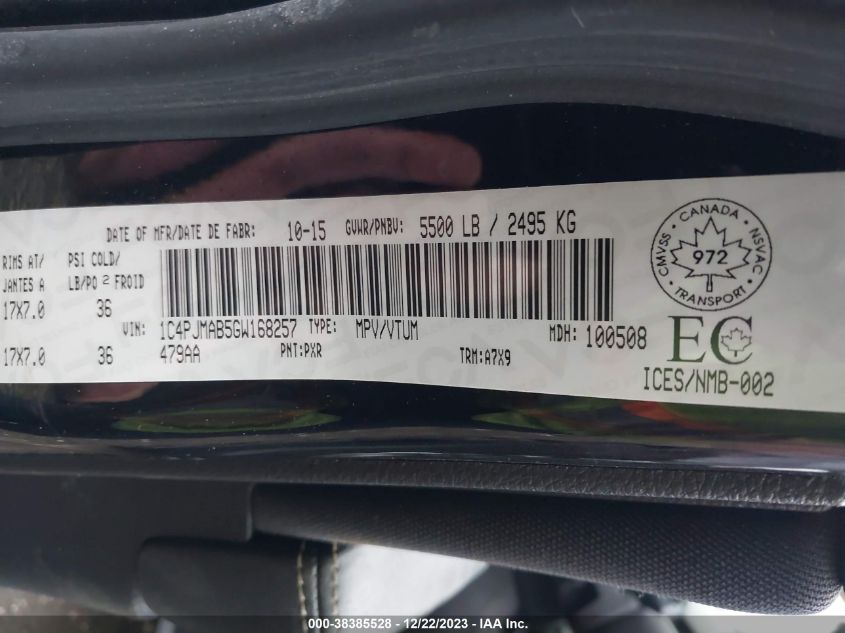 DATE OF MFR/DATE DE FABR: 10-15 GVWR/PNBV: 5500 LB / 2495 KG
RIMS AT/ PSI COLD/
JANTES A LB/PO 2 FROID
17X7.0 36
VIN: 1C4PJMAB5GW168257 TYPE: MPV/VTUM MDH: 100508
17X7.0 36 479AA PNT:PXR TRM:A7X9
CANADA
CMVSS 972 NSVAC
TRANSPORT
EC
ICES/NMB-002
000-38385528 - 12/22/2023 - IAA Inc.